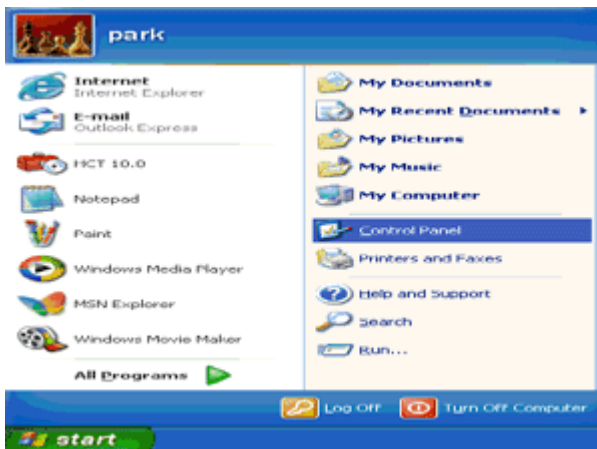 park
Internet
Internet Explorer
E-mail
Outlook Express
HCT 10.0
Notepad
Paint
Windows Media Player
MSN Explorer
Windows Movie Maker
All Programs
My Documents
My Recent Documents
My Pictures
My Music
My Computer
Control Panel
Printers and Faxes
Help and Support
Search
Run...
Log Off
Turn Off Computer
start